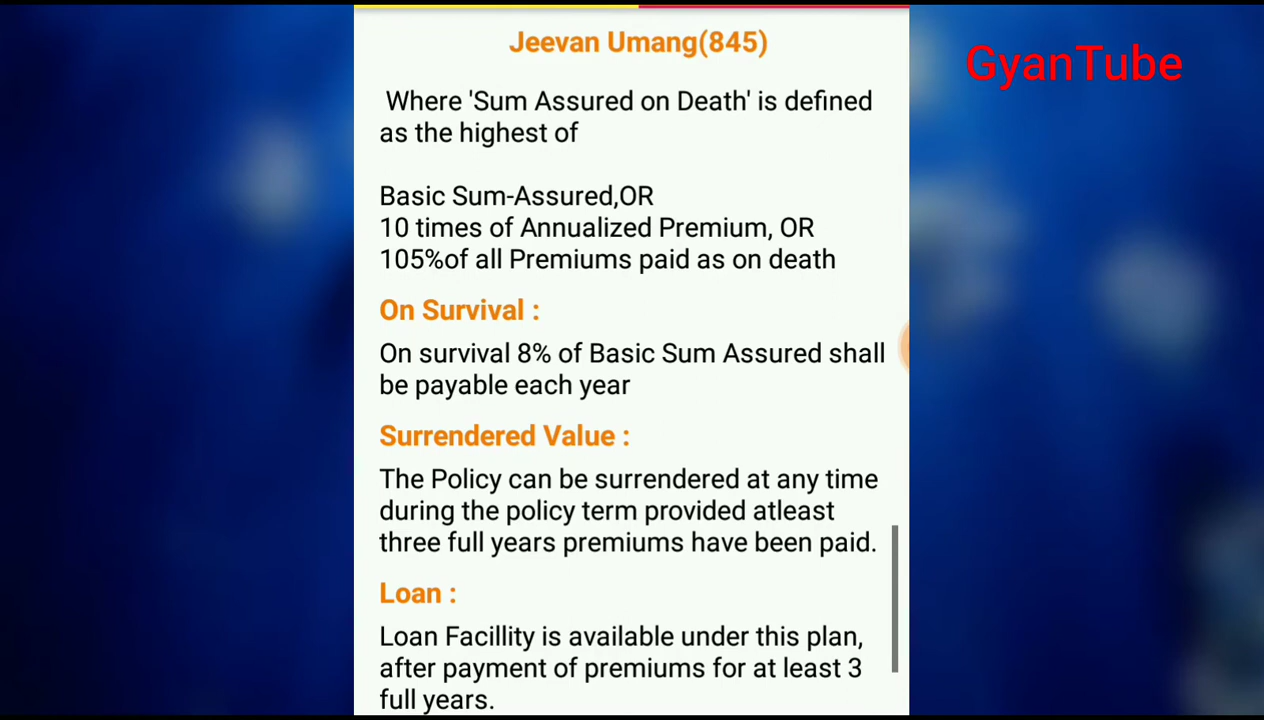 Jeevan Umang(845)
GyanTube
Where 'Sum Assured on Death' is defined
as the highest of
Basic Sum-Assured,OR
10 times of Annualized Premium, OR
105%of all Premiums paid as on death
On Survival :
On survival 8% of Basic Sum Assured shall
be payable each year
Surrendered Value :
The Policy can be surrendered at any time
during the policy term provided atleast
three full years premiums have been paid.
Loan :
Loan Facillity is available under this plan,
after payment of premiums for at least 3
full years.